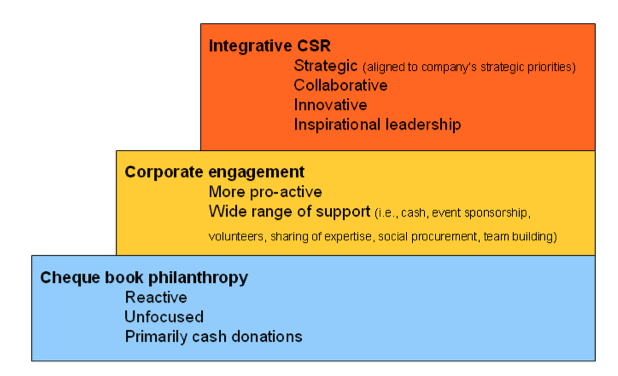 Integrative CSR
Strategic (aligned to company's strategic priorities)
Collaborative
Innovative
Inspirational leadership
Corporate engagement
More pro-active
Wide range of support (i.e., cash, event sponsorship,
volunteers, sharing of expertise, social procurement, team building)
Cheque book philanthropy
Reactive
Unfocused
Primarily cash donations